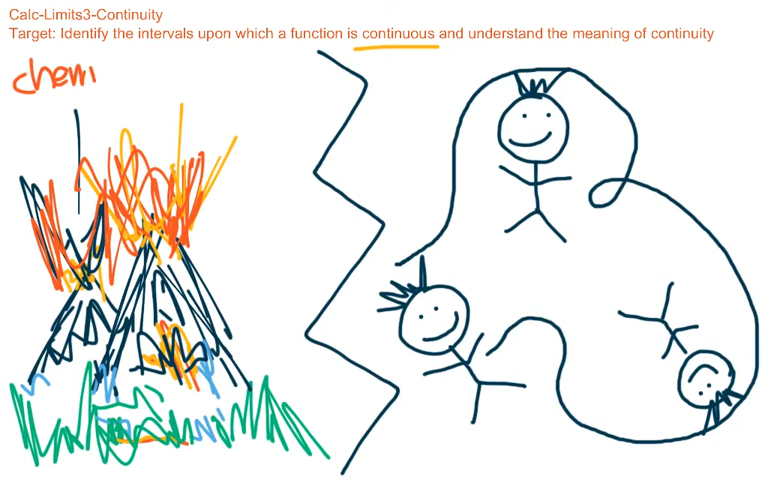 Calc-Limits3-Continuity
Target: Identify the intervals upon which a function is continuous and understand the meaning of continuity
chem